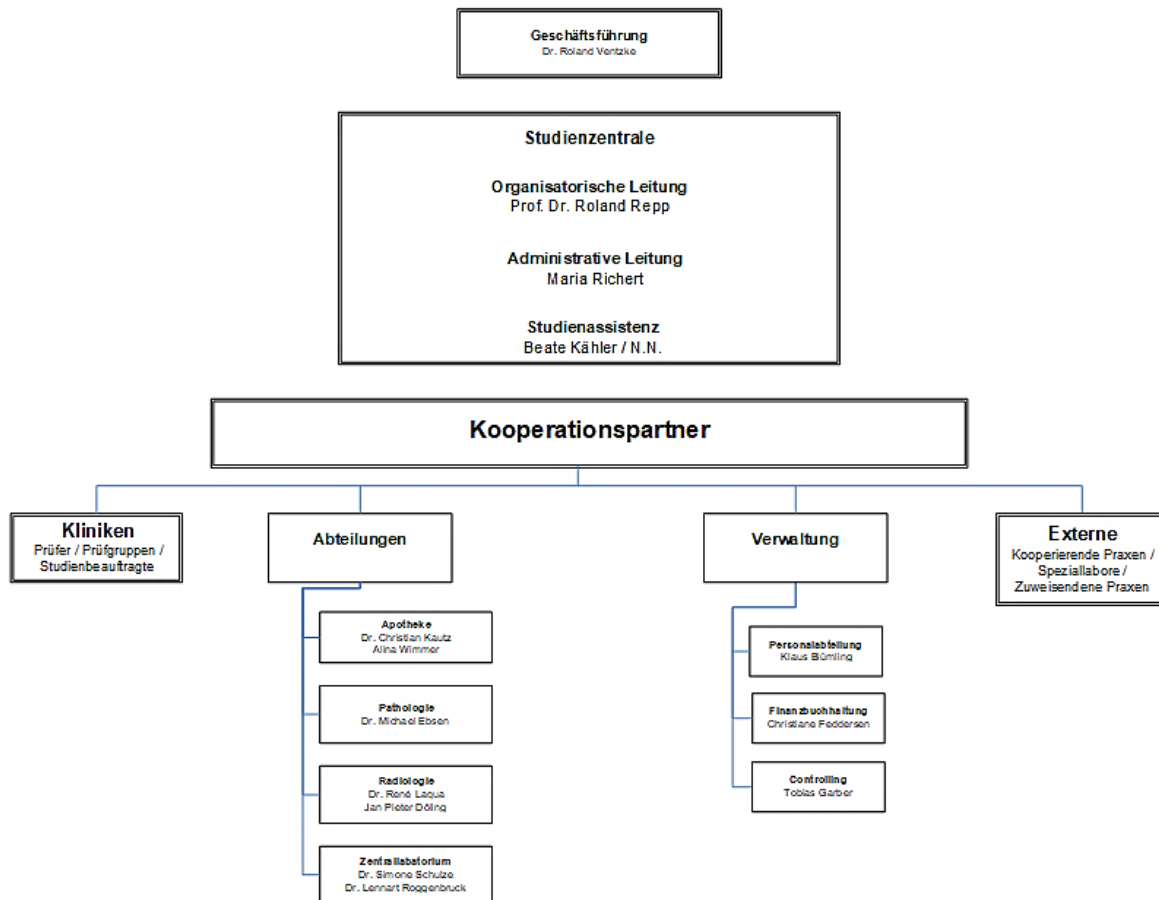 Geschäftsführung
Dr. Roland Ventzke
Studienzentrale
Organisatorische Leitung
Prof. Dr. Roland Repp
Administrative Leitung
Maria Richert
Studienassistenz
Beate Kähler / N.N.
Kooperationspartner
Kliniken
Prüfer / Prüfgruppen /
Studienbeauftragte
Abteilungen
Verwaltung
Externe
Kooperierende Praxen /
Speziallabore /
Zuweisendene Praxen
Apotheke
Dr. Christian Kautz
Alina Wimmer
Pathologie
Dr. Michael Ebsen
Radiologie
Dr. René Laqua
Jan Pieter Döling
Zentrallabatorium
Dr. Simone Schulze
Dr. Lennart Roggenbruck
Personalabteilung
Klaus Blümling
Finanzbuchhaltung
Christiane Feddersen
Controlling
Tobias Garber